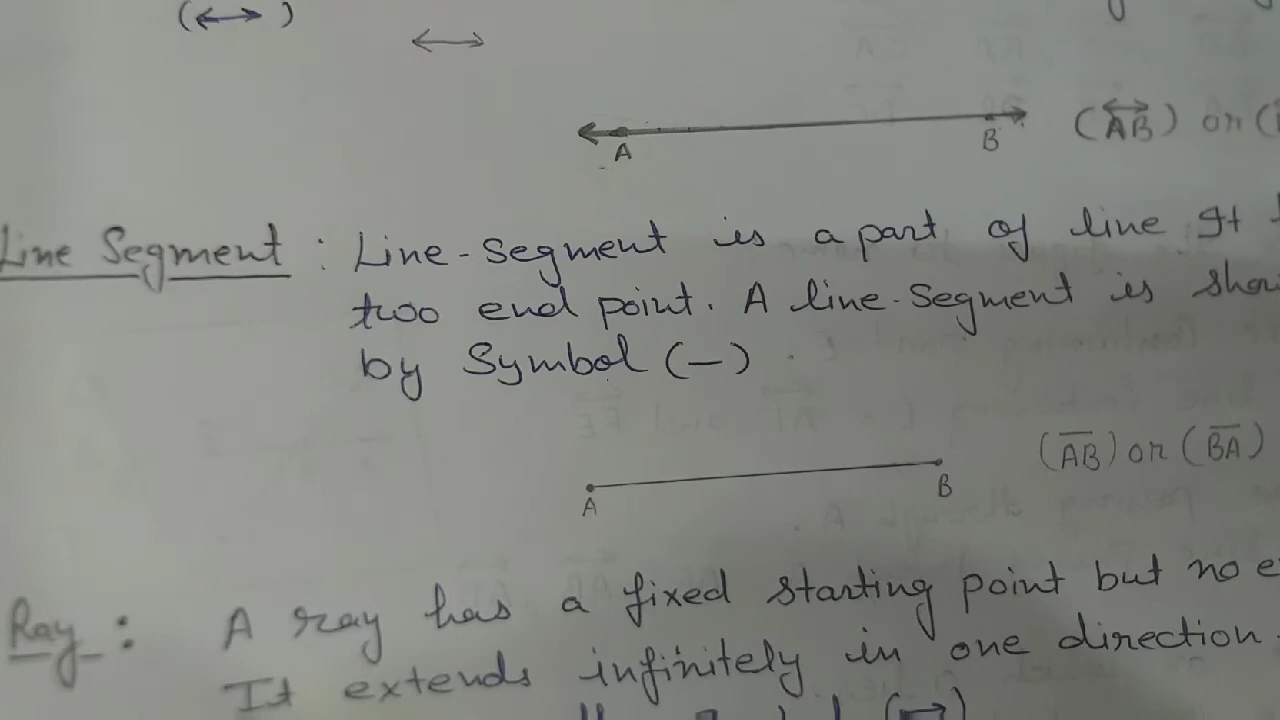 (↔)
↔
A B (AB) or (
Line Segment : Line-Segment is a part of line It
two end point. A line-Segment is
by Symbol (—)
A B (AB) or (BA)
Ray : A ray has a fixed starting point but no
It extends infinitely in one direction.
(→)